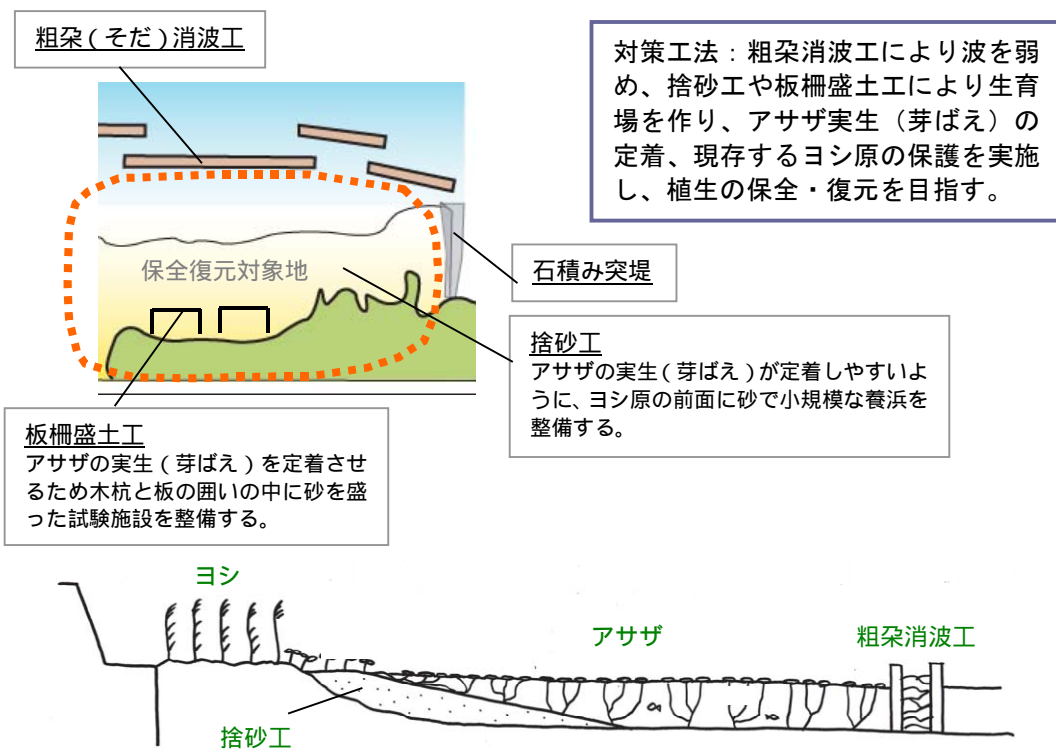 粗朶(そだ)消波工
対策工法：粗朶消波工により波を弱
め、捨砂工や板柵盛土工により生育
場を作り、アサザ実生（芽ばえ）の
定着、現存するヨシ原の保護を実施
し、植生の保全・復元を目指す。
保全復元対象地
石積み突堤
捨砂工
アサザの実生(芽ばえ)が定着しやすいよ
うに、ヨシ原の前面に砂で小規模な養浜を
整備する。
板柵盛土工
アサザの実生(芽ばえ)を定着させ
るため木杭と板の囲いの中に砂を盛
った試験施設を整備する。
ヨシ
アサザ
粗朶消波工
捨砂工